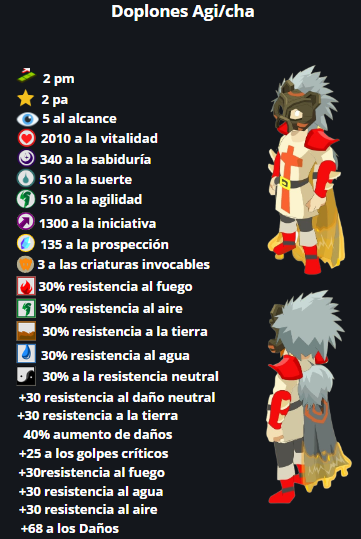 Doplones Agi/cha
2 pm
2 pa
5 al alcance
2010 a la vitalidad
340 a la sabiduría
510 a la suerte
510 a la agilidad
1300 a la iniciativa
135 a la prospección
3 a las criaturas invocables
30% resistencia al fuego
30% resistencia al aire
30% resistencia a la tierra
30% resistencia al agua
30% a la resistencia neutral
+30 resistencia al daño neutral
+30 resistencia a la tierra
40% aumento de daños
+25 a los golpes críticos
+30resistencia al fuego
+30 resistencia al agua
+30 resistencia al aire
+68 a los Daños